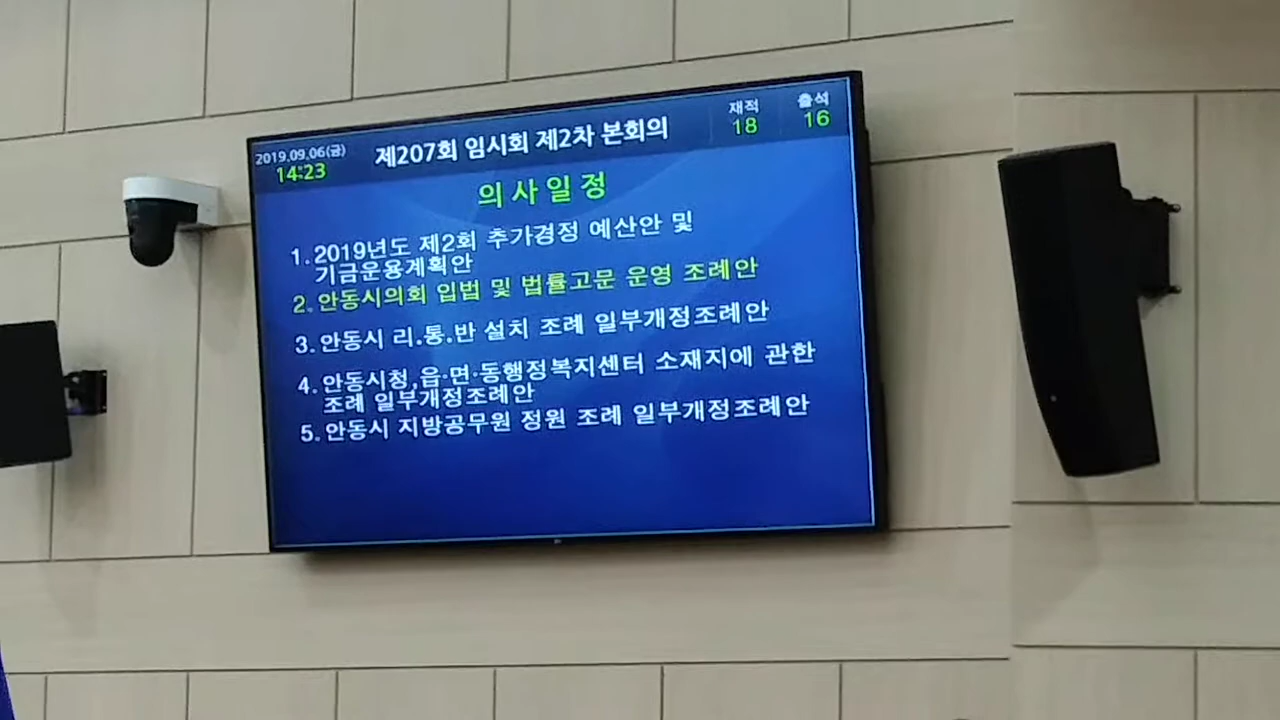 2019.09.06(금)
14:23
제207회 임시회 제2차 본회의
재적
18
출석
16
의사일정
1. 2019년도 제2회 추가경정 예산안 및
기금운용계획안
2. 안동시의회 입법 및 법률고문 운영 조례안
3. 안동시 리.통.반 설치 조례 일부개정조례안
4. 안동시청,읍·면·동행정복지센터 소재지에 관한
조례 일부개정조례안
5. 안동시 지방공무원 정원 조례 일부개정조례안